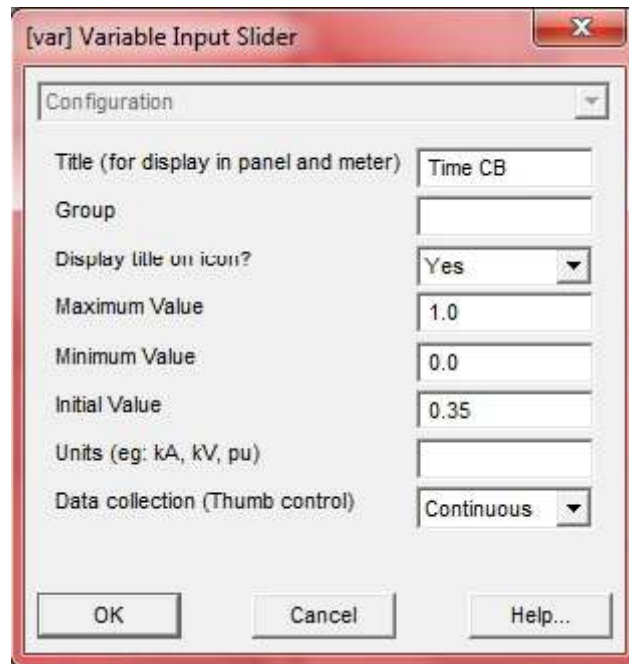 [var] Variable Input Slider
Configuration
Title (for display in panel and meter) Time CB
Group
Display title on icon? Yes
Maximum Value 1.0
Minimum Value 0.0
Initial Value 0.35
Units (eg: kA, kV, pu)
Data collection (Thumb control) Continuous
OK Cancel Help...